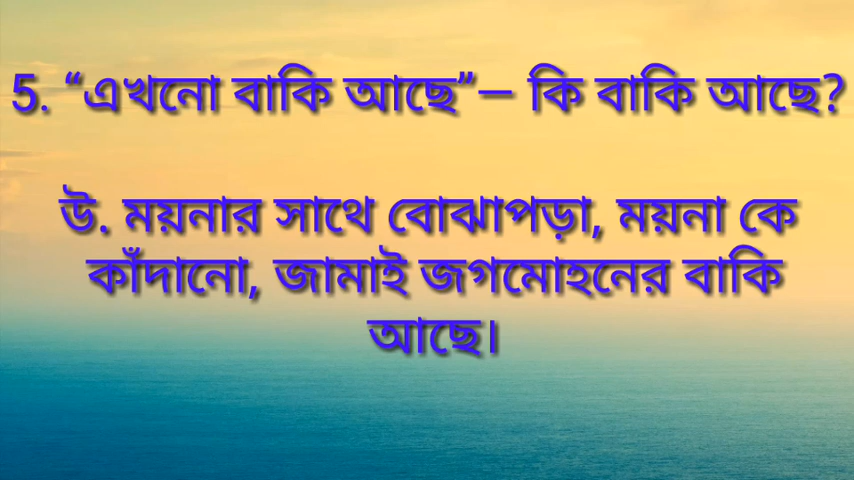 5. “এখনো বাকি আছে”— কি বাকি আছে?
উ. ময়নার সাথে বোঝাপড়া, ময়না কে
কাঁদানো, জামাই জগমোহনের বাকি
আছে।